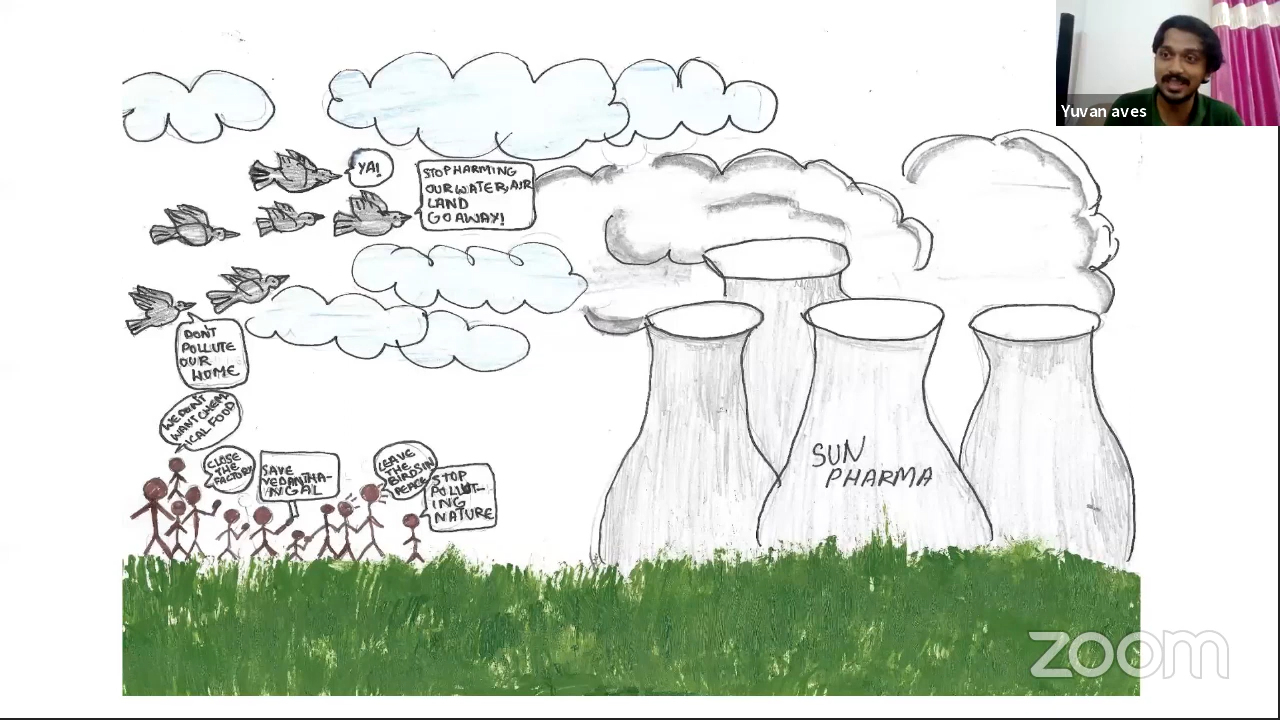 Yuvan aves
YA!
STOP HARMING
OUR WATER, AIR
LAND
GO AWAY!
DON'T
POLLUTE
OUR
HOME
WE DON'T
WANT CHEM
ICAL FOOD
CLOSE
THE
FACTORY
SAVE
VEDANTHA-
NGAL
LEAVE
THE
BIRDS IN
PEACE
STOP
POLLUT-
ING
NATURE
SUN
PHARMA
zoom